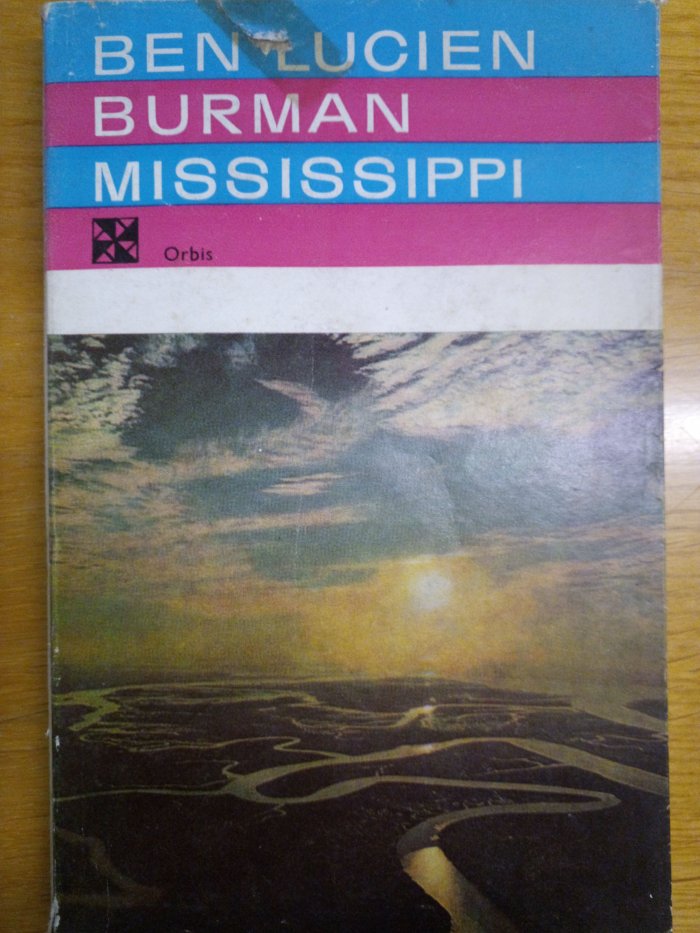 BEN LUCIEN
BURMAN
MISSISSIPPI
Orbis